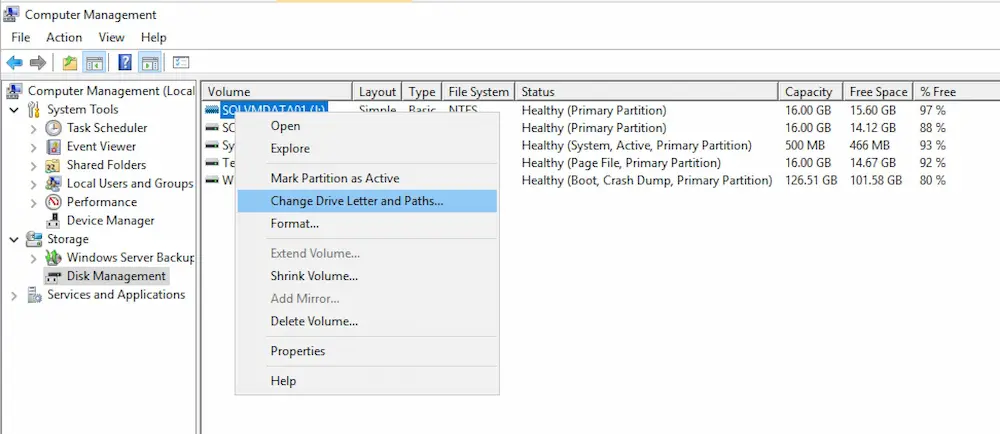 Computer Management
File Action View Help
Computer Management (Local
System Tools
Task Scheduler
Event Viewer
Shared Folders
Local Users and Groups
Performance
Device Manager
Storage
Windows Server Backup
Disk Management
Services and Applications
Volume Layout Type File System Status Capacity Free Space % Free
SQLVMDATA01 Simple Basic NTFS Healthy (Primary Partition) 16.00 GB 15.60 GB 97 %
SQ Healthy (Primary Partition) 16.00 GB 14.12 GB 88 %
Sy Healthy (System, Active, Primary Partition) 500 MB 466 MB 93 %
Te Healthy (Page File, Primary Partition) 16.00 GB 14.67 GB 92 %
W Healthy (Boot, Crash Dump, Primary Partition) 126.51 GB 101.58 GB 80 %
Open
Explore
Mark Partition as Active
Change Drive Letter and Paths...
Format...
Extend Volume...
Shrink Volume...
Add Mirror...
Delete Volume...
Properties
Help